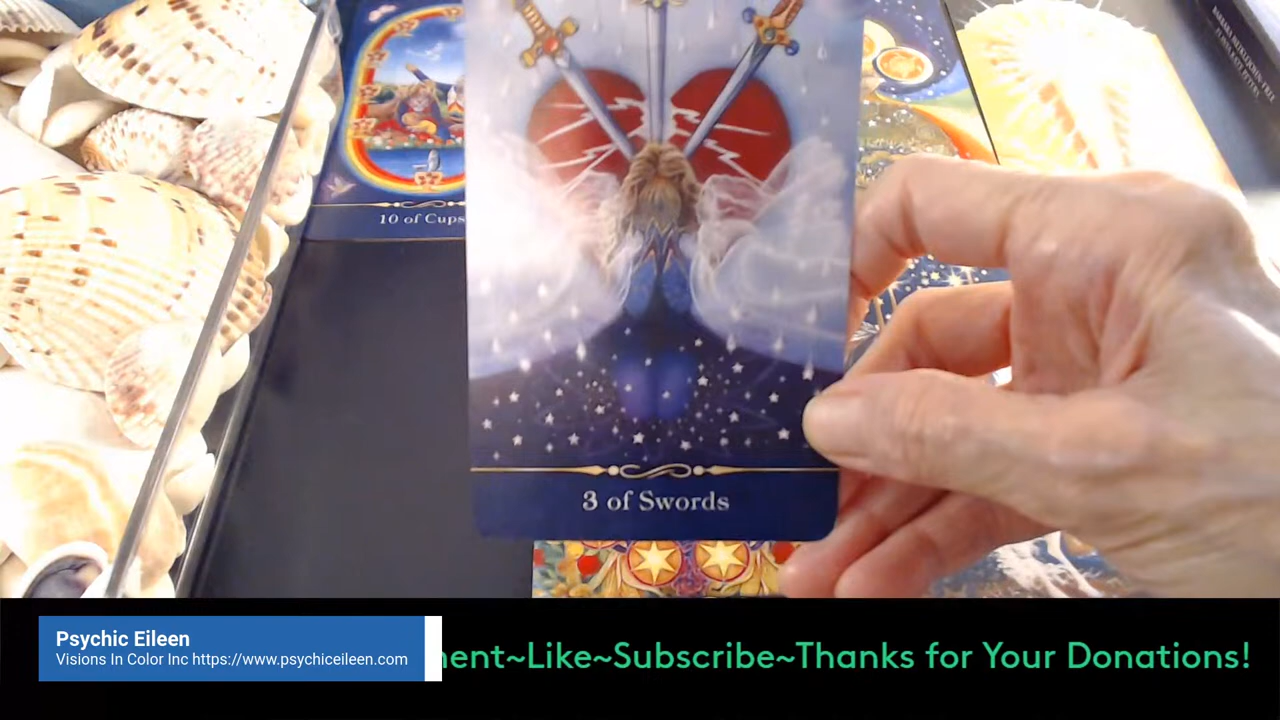 10 of Cups
3 of Swords
Psychic Eileen
Visions In Color Inc https://www.psychiceileen.com
~Like~Subscribe~Thanks for Your Donations!